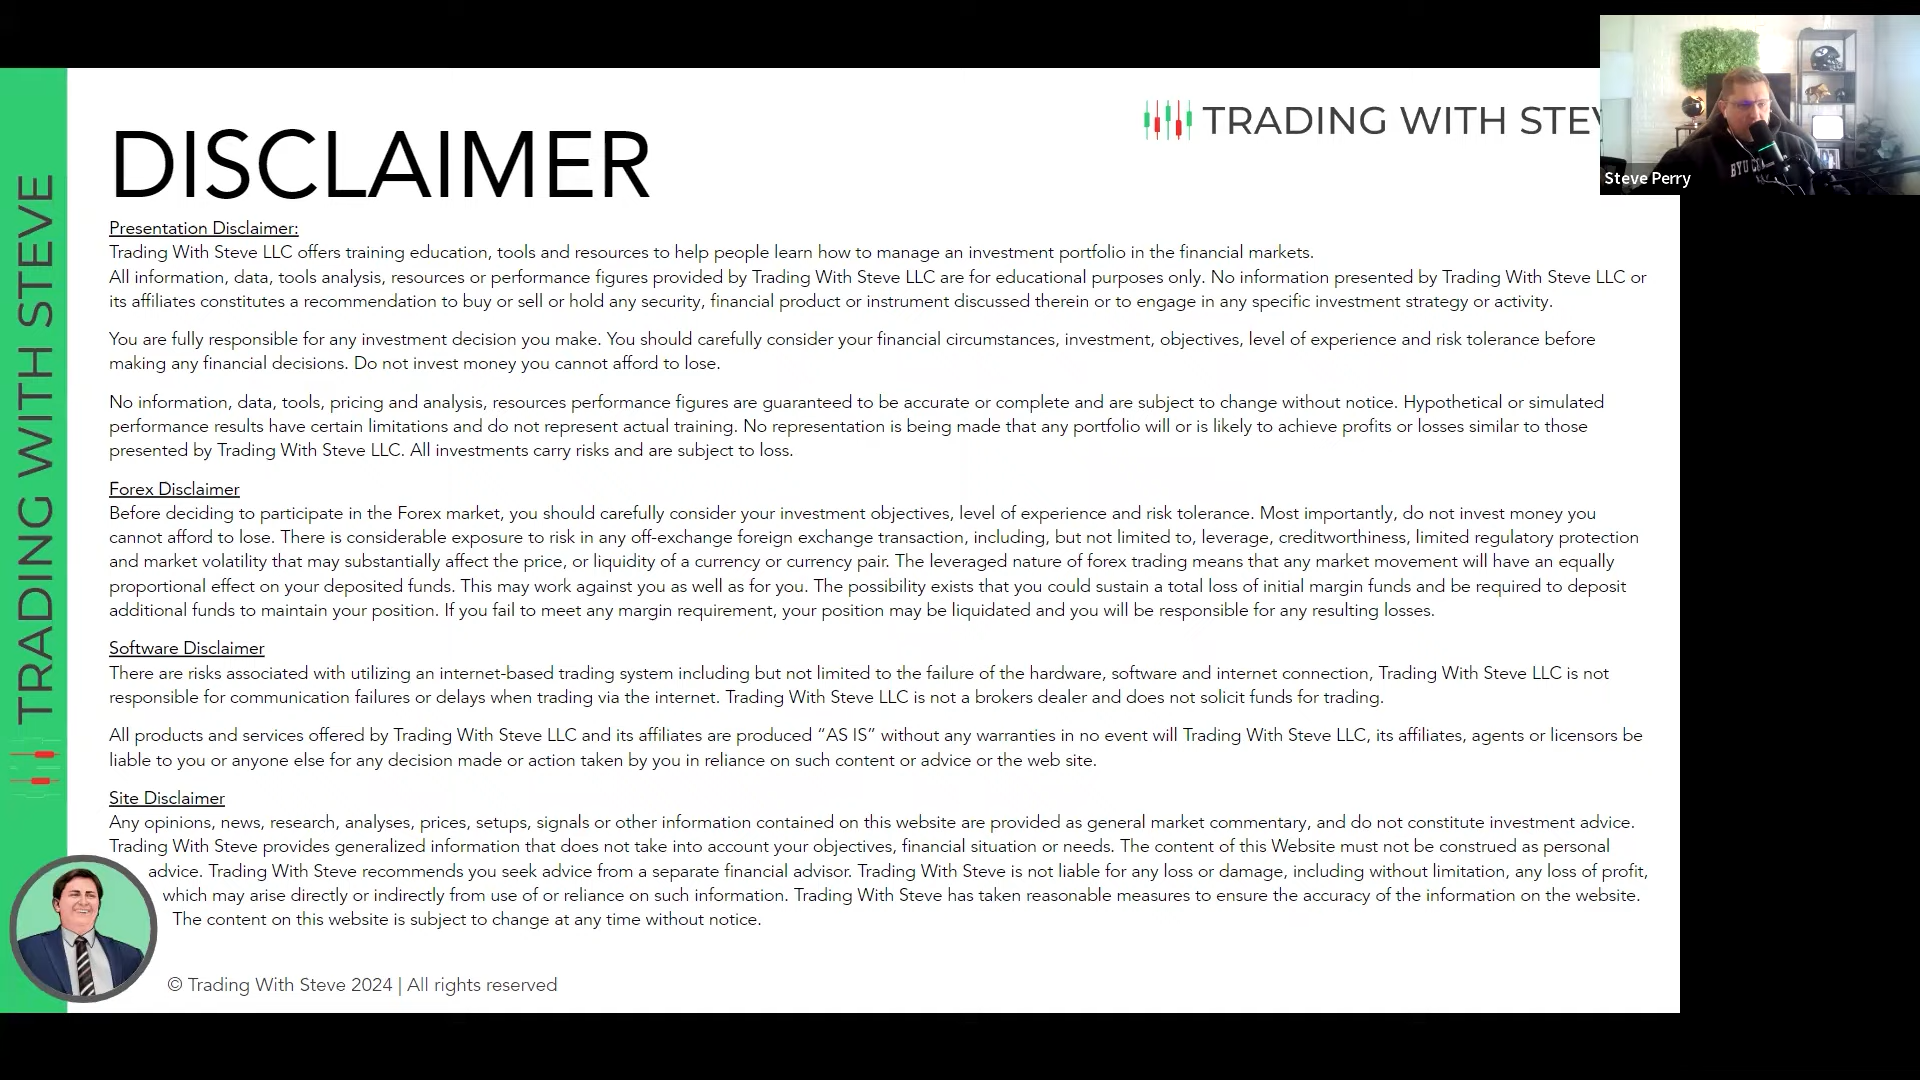 TRADING WITH STEVE
DISCLAIMER
TRADING WITH STEV
Steve Perry
BYU
Presentation Disclaimer:
Trading With Steve LLC offers training education, tools and resources to help people learn how to manage an investment portfolio in the financial markets.
All information, data, tools analysis, resources or performance figures provided by Trading With Steve LLC are for educational purposes only. No information presented by Trading With Steve LLC or
its affiliates constitutes a recommendation to buy or sell or hold any security, financial product or instrument discussed therein or to engage in any specific investment strategy or activity.
You are fully responsible for any investment decision you make. You should carefully consider your financial circumstances, investment, objectives, level of experience and risk tolerance before
making any financial decisions. Do not invest money you cannot afford to lose.
No information, data, tools, pricing and analysis, resources performance figures are guaranteed to be accurate or complete and are subject to change without notice. Hypothetical or simulated
performance results have certain limitations and do not represent actual training. No representation is being made that any portfolio will or is likely to achieve profits or losses similar to those
presented by Trading With Steve LLC. All investments carry risks and are subject to loss.
Forex Disclaimer
Before deciding to participate in the Forex market, you should carefully consider your investment objectives, level of experience and risk tolerance. Most importantly, do not invest money you
cannot afford to lose. There is considerable exposure to risk in any off-exchange foreign exchange transaction, including, but not limited to, leverage, creditworthiness, limited regulatory protection
and market volatility that may substantially affect the price, or liquidity of a currency or currency pair. The leveraged nature of forex trading means that any market movement will have an equally
proportional effect on your deposited funds. This may work against you as well as for you. The possibility exists that you could sustain a total loss of initial margin funds and be required to deposit
additional funds to maintain your position. If you fail to meet any margin requirement, your position may be liquidated and you will be responsible for any resulting losses.
Software Disclaimer
There are risks associated with utilizing an internet-based trading system including but not limited to the failure of the hardware, software and internet connection, Trading With Steve LLC is not
responsible for communication failures or delays when trading via the internet. Trading With Steve LLC is not a brokers dealer and does not solicit funds for trading.
All products and services offered by Trading With Steve LLC and its affiliates are produced “AS IS” without any warranties in no event will Trading With Steve LLC, its affiliates, agents or licensors be
liable to you or anyone else for any decision made or action taken by you in reliance on such content or advice or the web site.
Site Disclaimer
Any opinions, news, research, analyses, prices, setups, signals or other information contained on this website are provided as general market commentary, and do not constitute investment advice.
Trading With Steve provides generalized information that does not take into account your objectives, financial situation or needs. The content of this Website must not be construed as personal
advice. Trading With Steve recommends you seek advice from a separate financial advisor. Trading With Steve is not liable for any loss or damage, including without limitation, any loss of profit,
which may arise directly or indirectly from use of or reliance on such information. Trading With Steve has taken reasonable measures to ensure the accuracy of the information on the website.
The content on this website is subject to change at any time without notice.
© Trading With Steve 2024 | All rights reserved